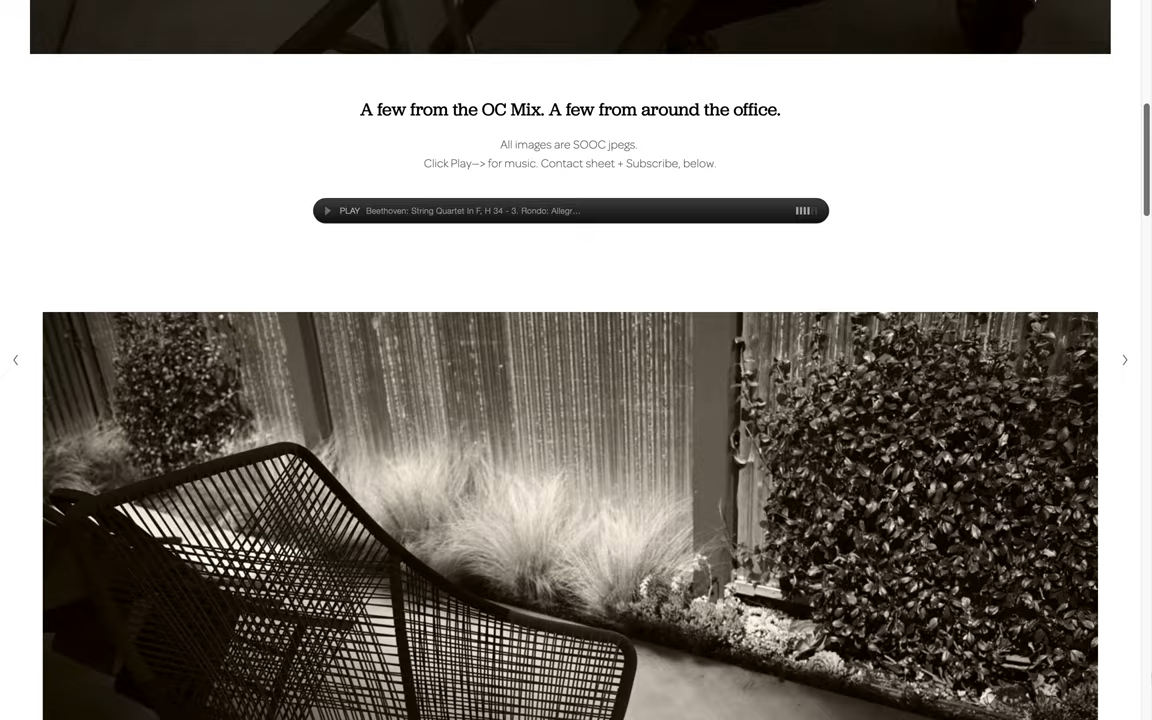 A few from the OC Mix. A few from around the office.
All images are SOOC jpegs.
Click Play—> for music. Contact sheet + Subscribe, below.
PLAY Beethoven: String Quartet In F, H 34 - 3. Rondo: Allegr...